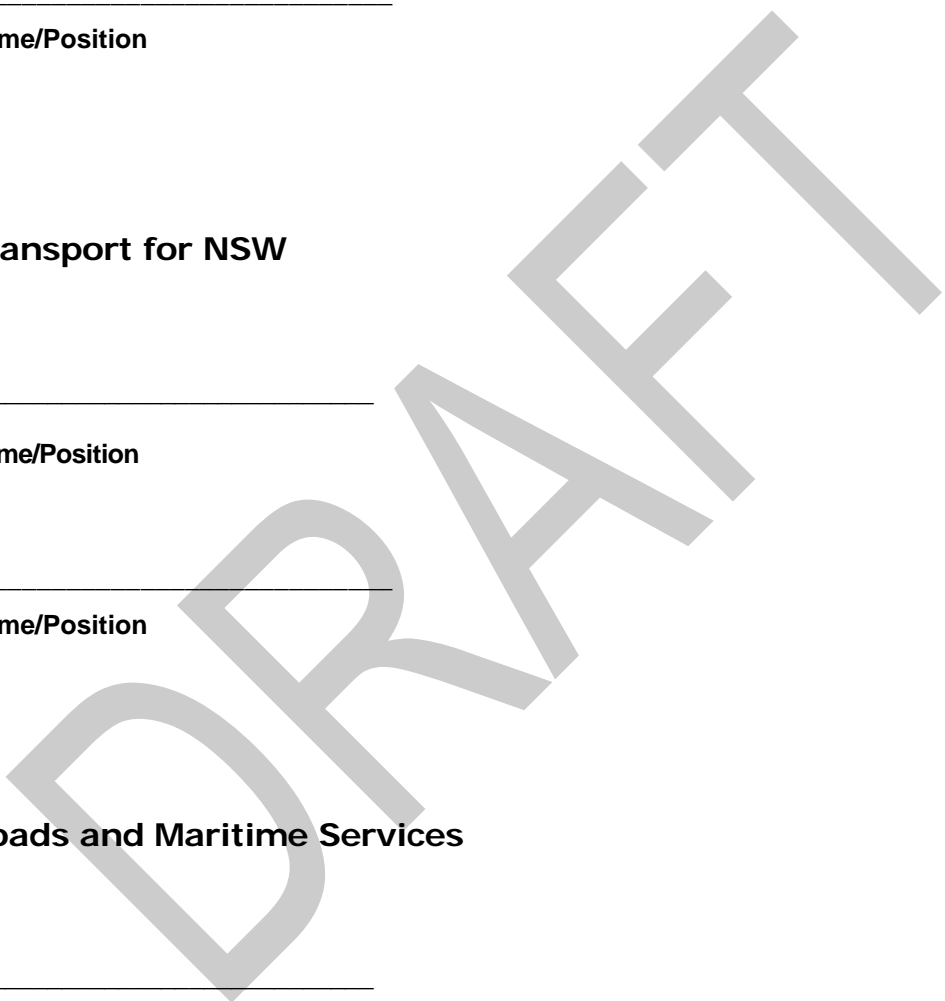 me/Position
ansport for NSW
me/Position
me/Position
oads and Maritime Services
DRAFT